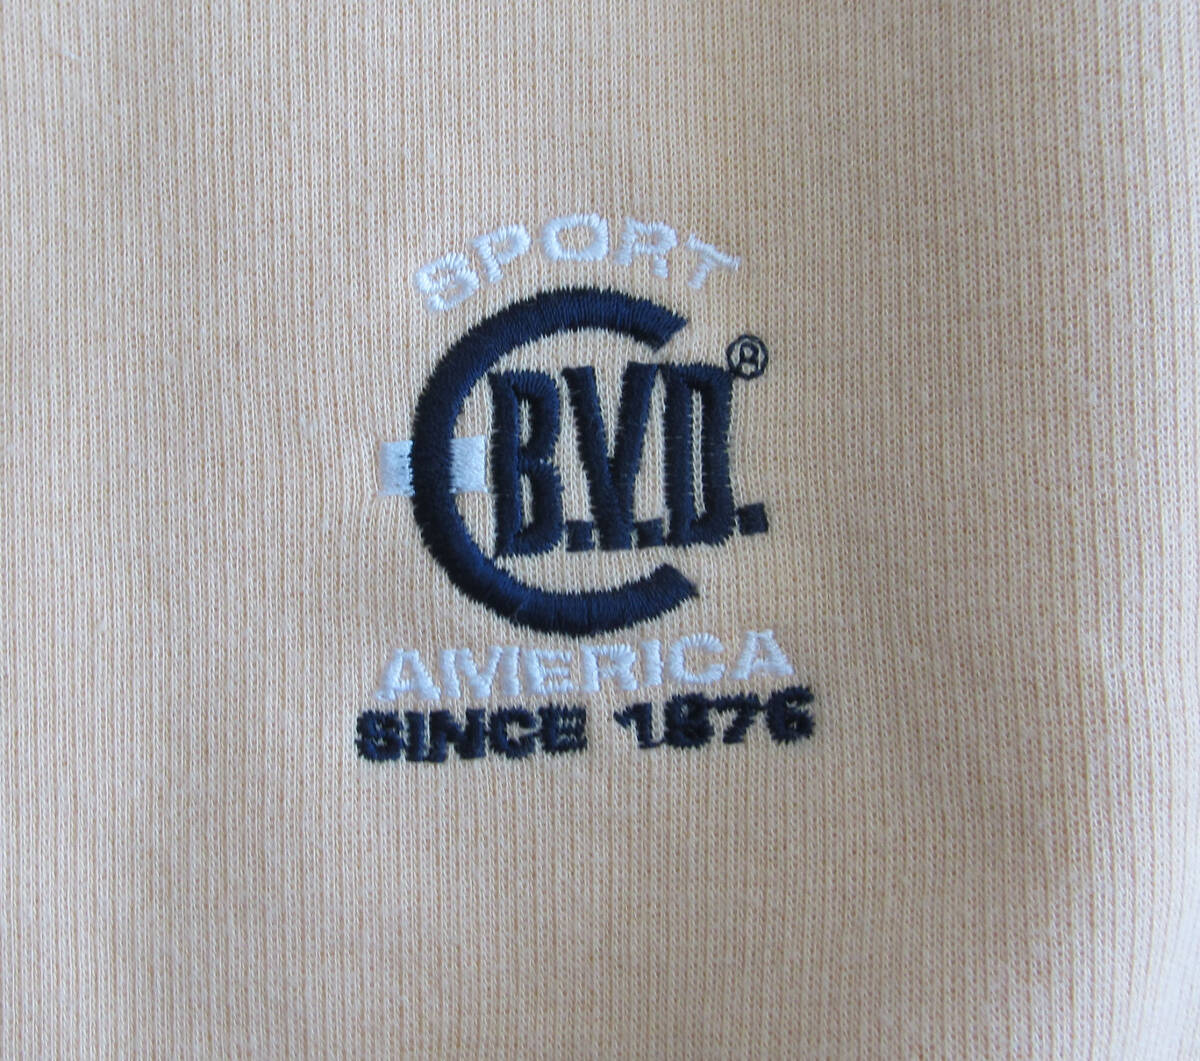 SPORT
B.V.D.®
AMERICA
SINCE 1876